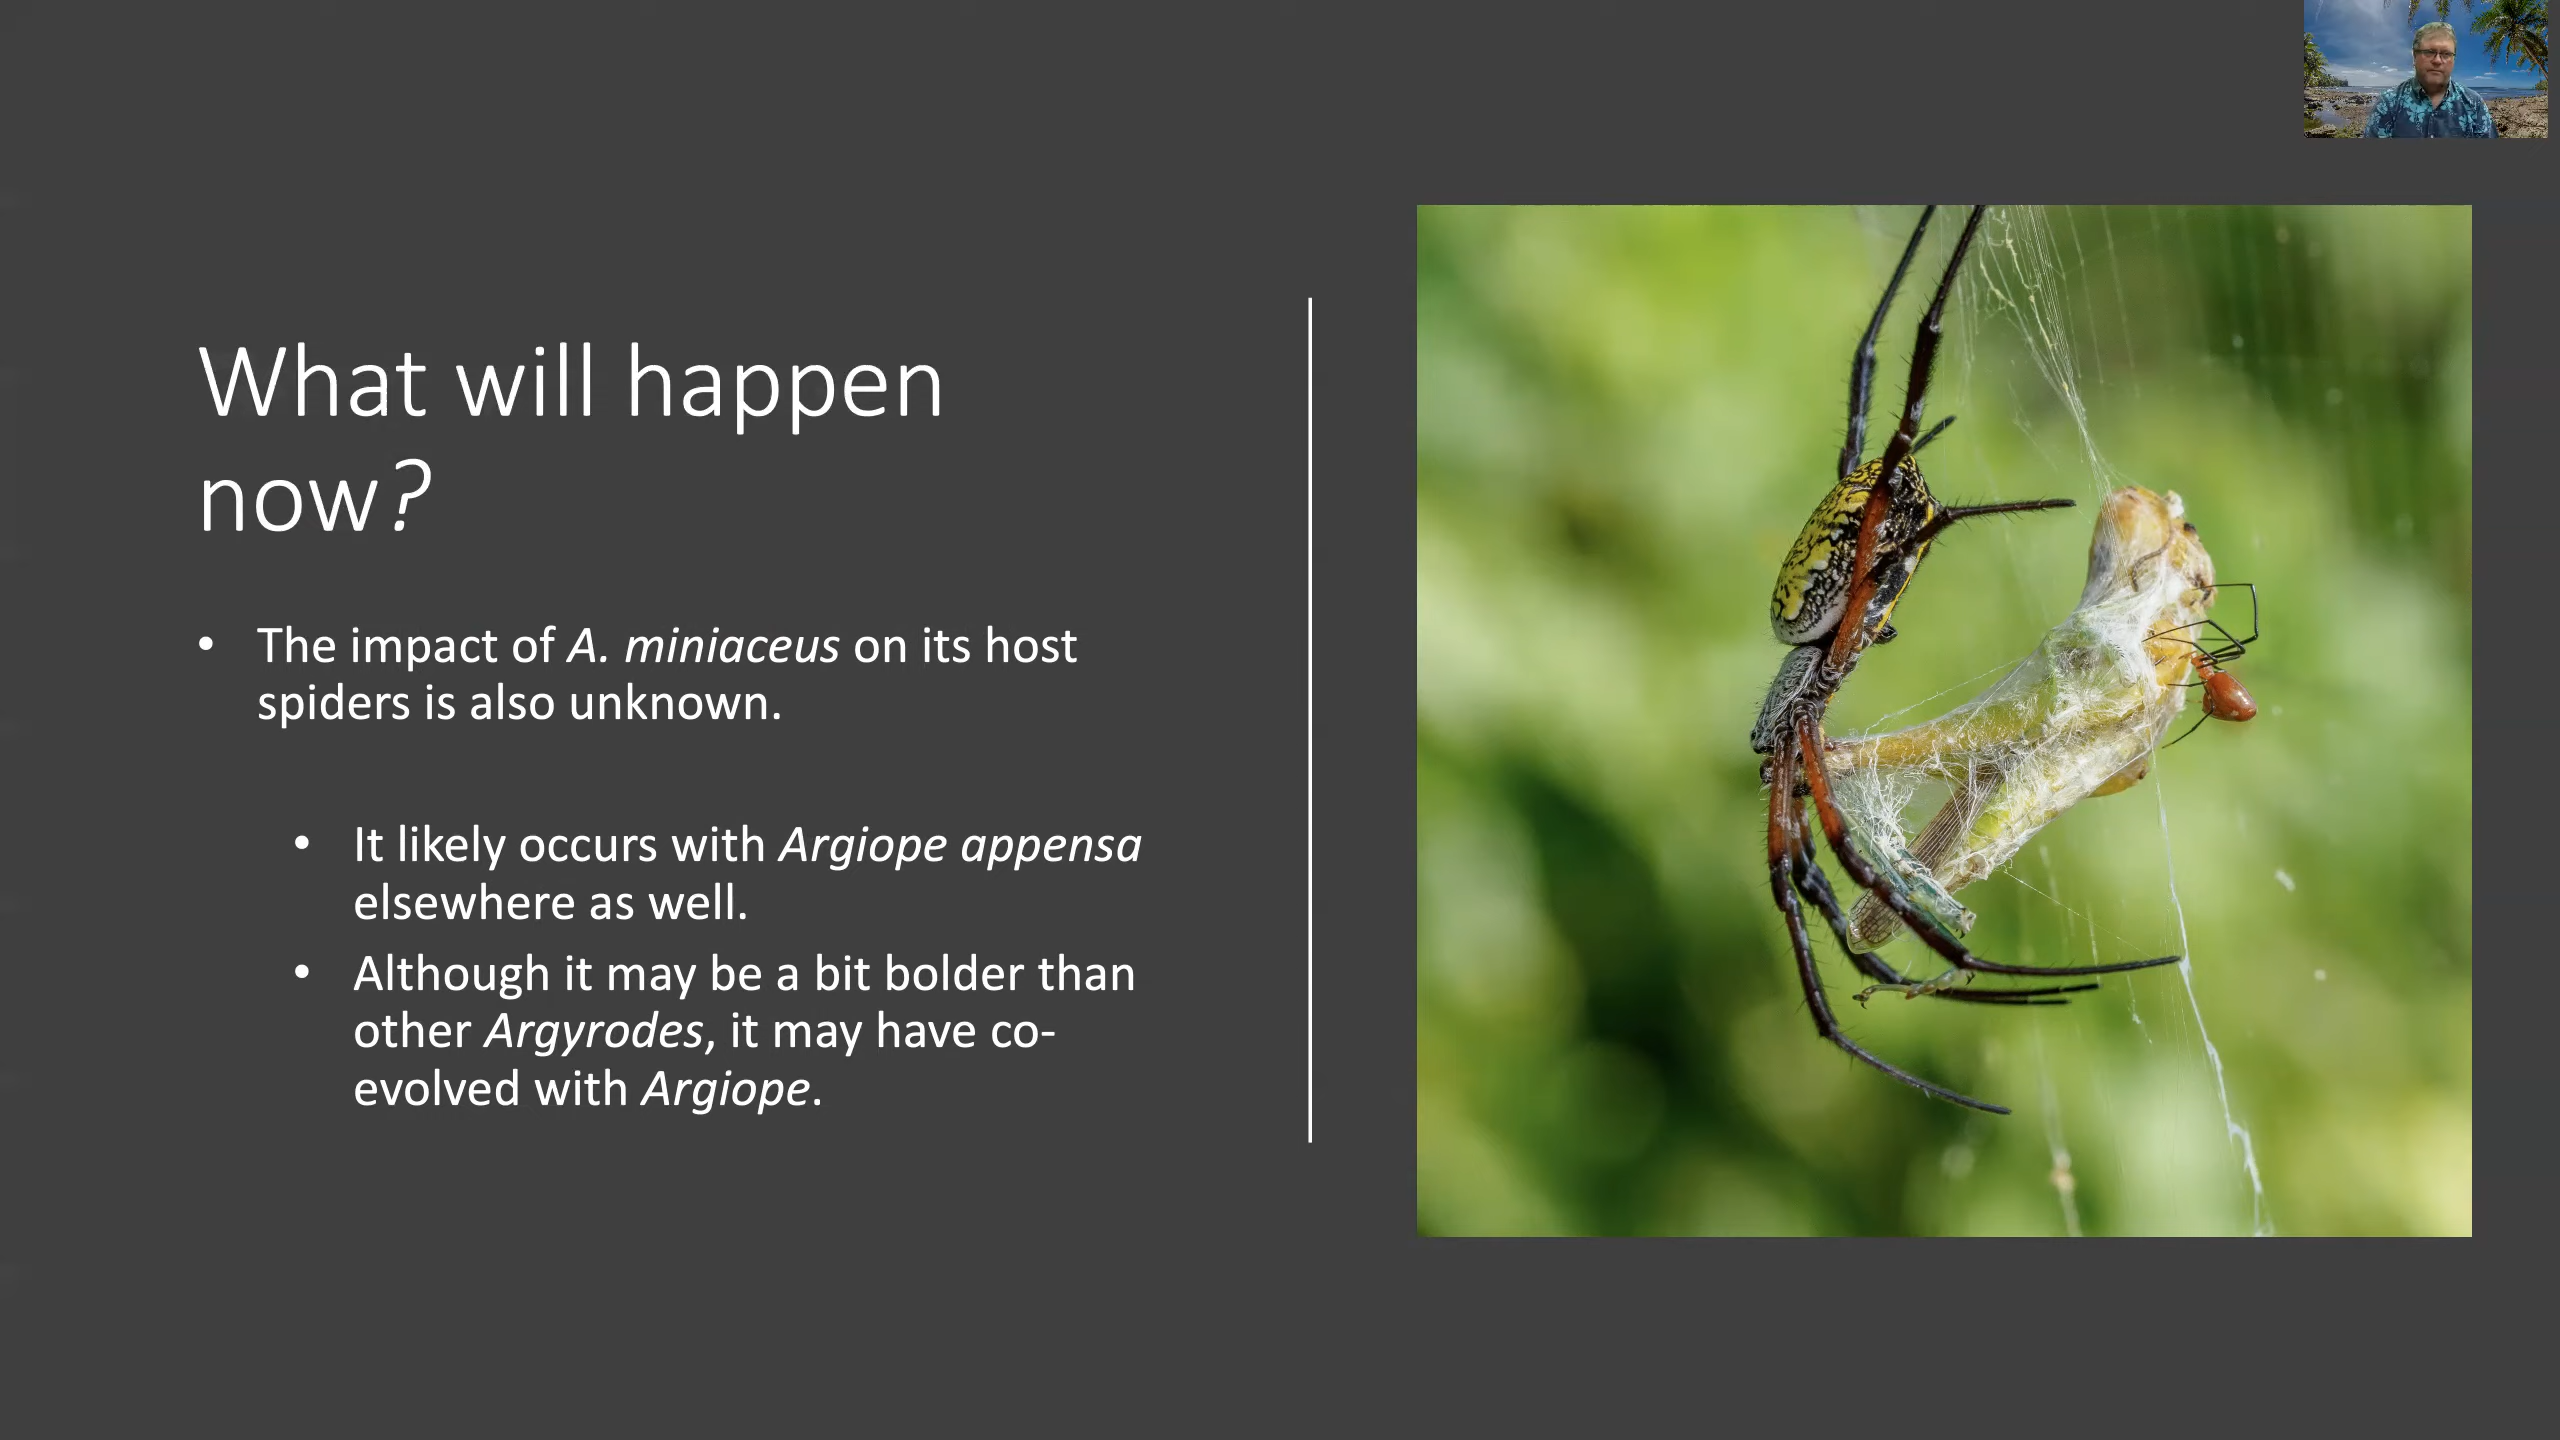 What will happen
now?
• The impact of A. miniaceus on its host
spiders is also unknown.
• It likely occurs with Argiope appensa
elsewhere as well.
• Although it may be a bit bolder than
other Argyrodes, it may have co-
evolved with Argiope.